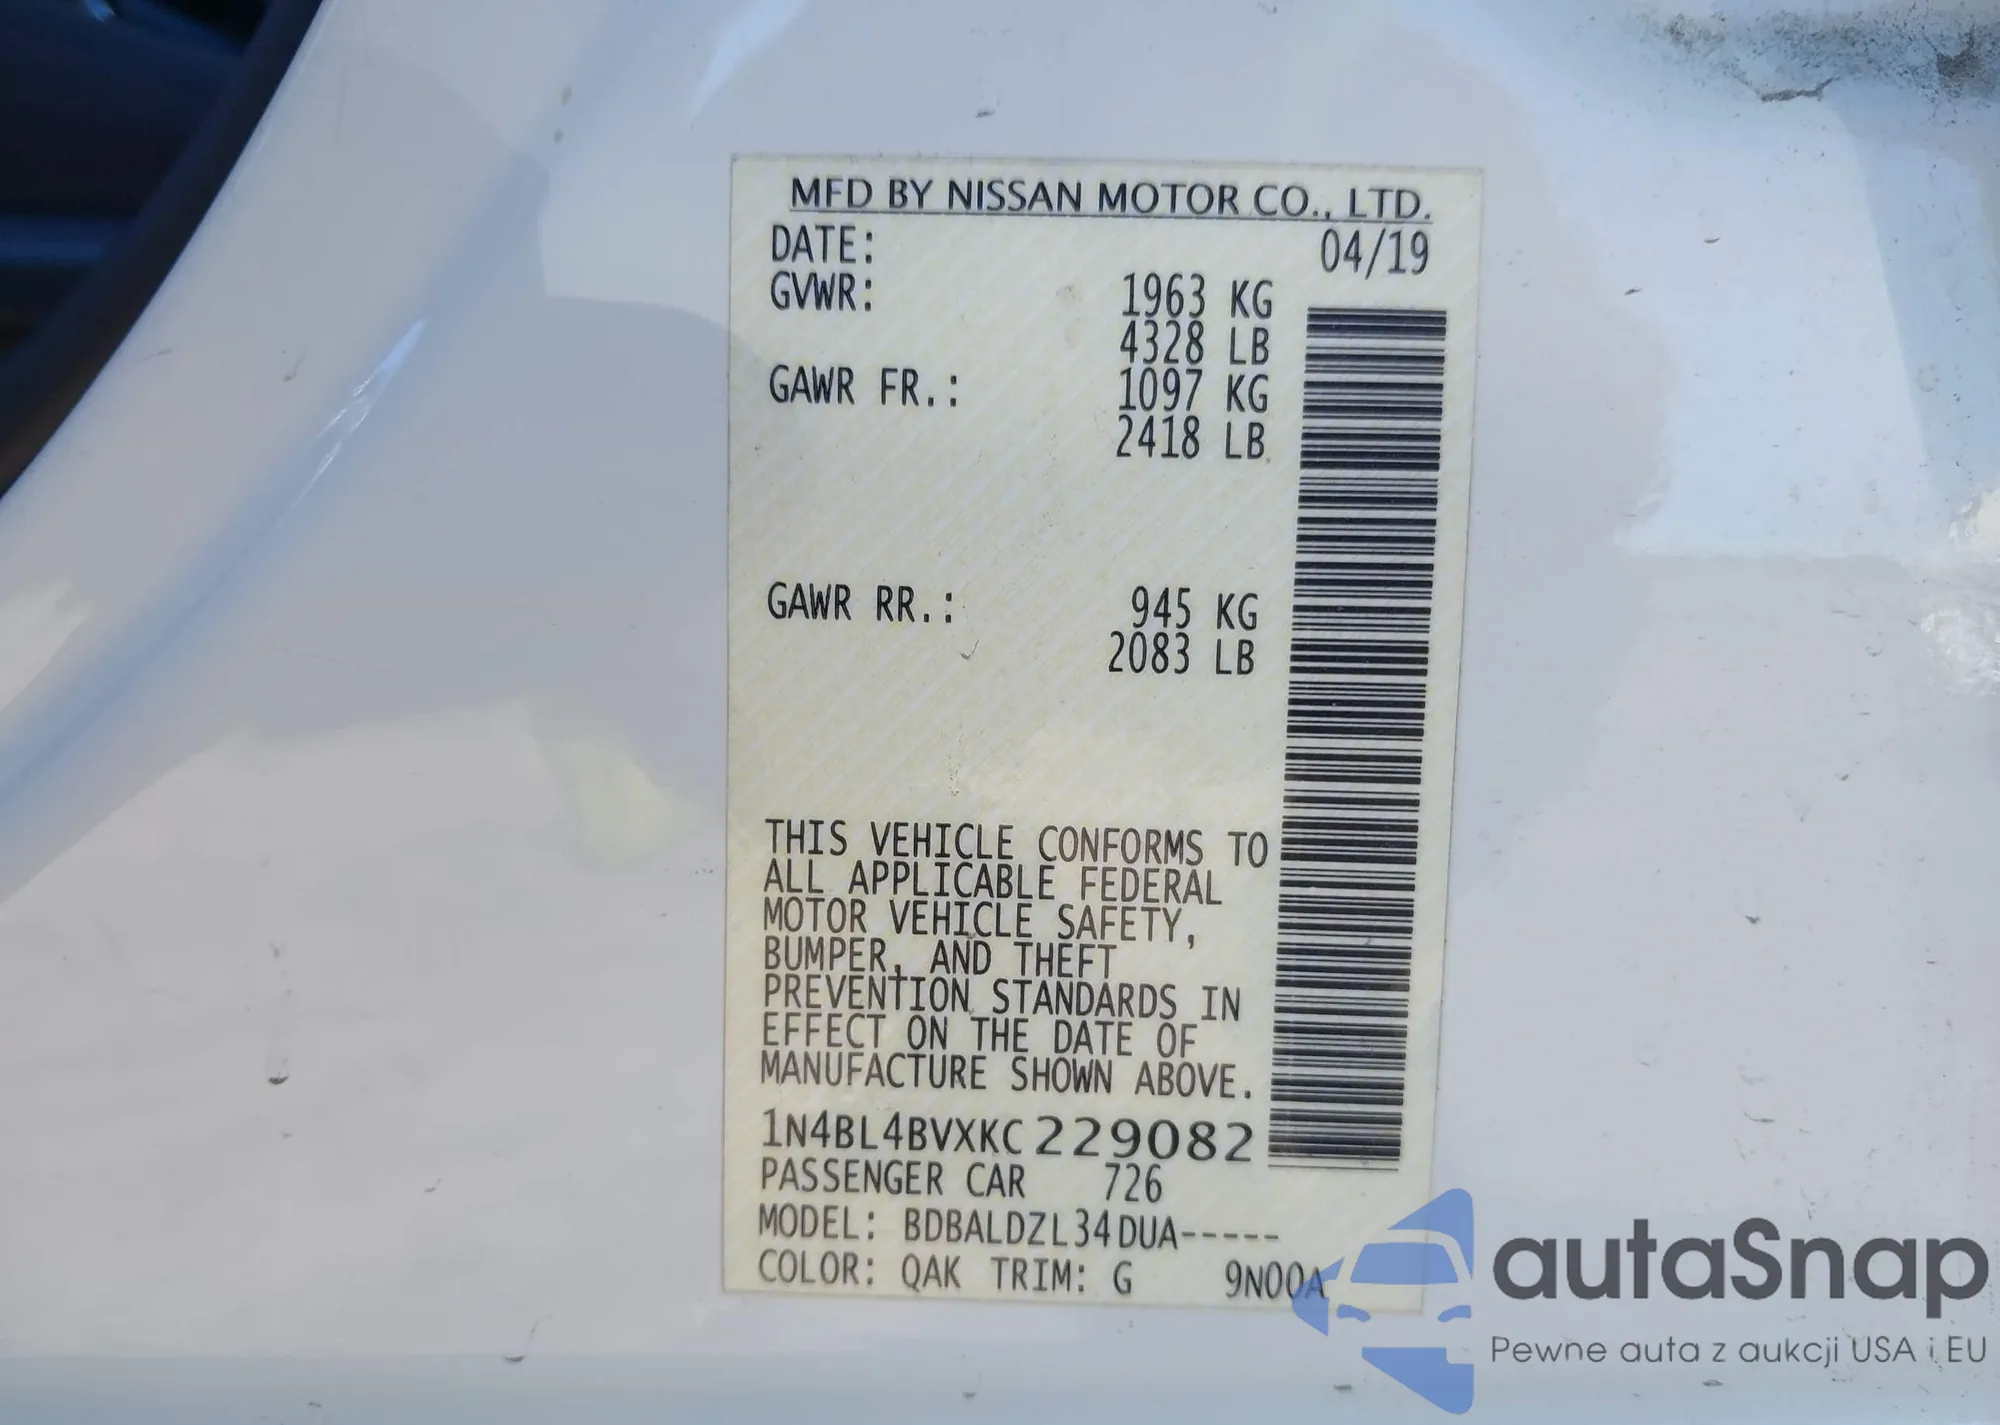 MFD BY NISSAN MOTOR CO., LTD.
DATE: 04/19
GVWR: 1963 KG
4328 LB
GAWR FR.: 1097 KG
2418 LB
GAWR RR.: 945 KG
2083 LB
THIS VEHICLE CONFORMS TO
ALL APPLICABLE FEDERAL
MOTOR VEHICLE SAFETY,
BUMPER, AND THEFT
PREVENTION STANDARDS IN
EFFECT ON THE DATE OF
MANUFACTURE SHOWN ABOVE.
1N4BL4BVXKC229082
PASSENGER CAR 726
MODEL: BDBALDZL34DUA-----
COLOR: QAK TRIM: G 9N00A
autaSnap
Pewne auta z aukcji USA i EU